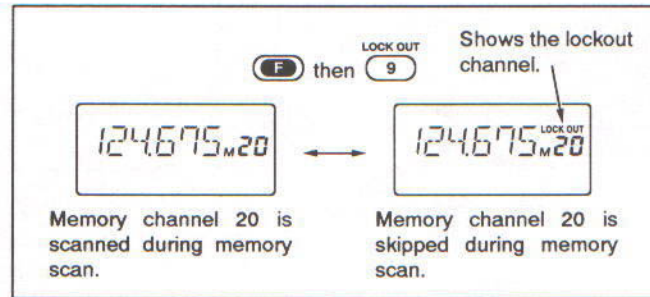 LOCK OUT
F then 9
Shows the lockout
channel.
124.675 M 20
LOCK OUT
124.675 M 20
Memory channel 20 is
scanned during memory
scan.
Memory channel 20 is
skipped during memory
scan.